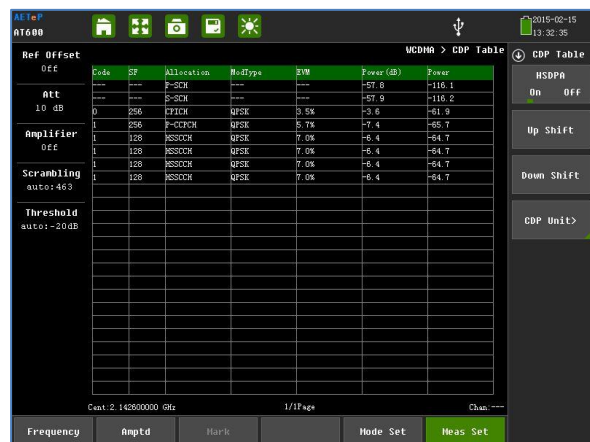 AETeP
AT600
2015-02-15
13:32:35
Ref Offset
Off
Att
10 dB
Amplifier
Off
Scrambling
auto:463
Threshold
auto:-20dB
WCDMA > CDP Table
Code SF Allocation ModType EVM Power(dB) Power
--- --- P-SCH --- --- -57.8 -116.1
--- --- S-SCH --- --- -57.9 -116.2
0 256 CPICH QPSK 3.5% -3.6 -61.9
1 256 P-CCPCH QPSK 5.7% -7.4 -65.7
1 128 HSSCCH QPSK 7.0% -6.4 -64.7
1 128 HSSCCH QPSK 7.0% -6.4 -64.7
1 128 HSSCCH QPSK 7.0% -6.4 -64.7
1 128 HSSCCH QPSK 7.0% -6.4 -64.7
Cent:2.142600000 GHz 1/1Page Chan:---
CDP Table
HSDPA
On Off
Up Shift
Down Shift
CDP Unit>
Frequency Amptd Mark Mode Set Meas Set